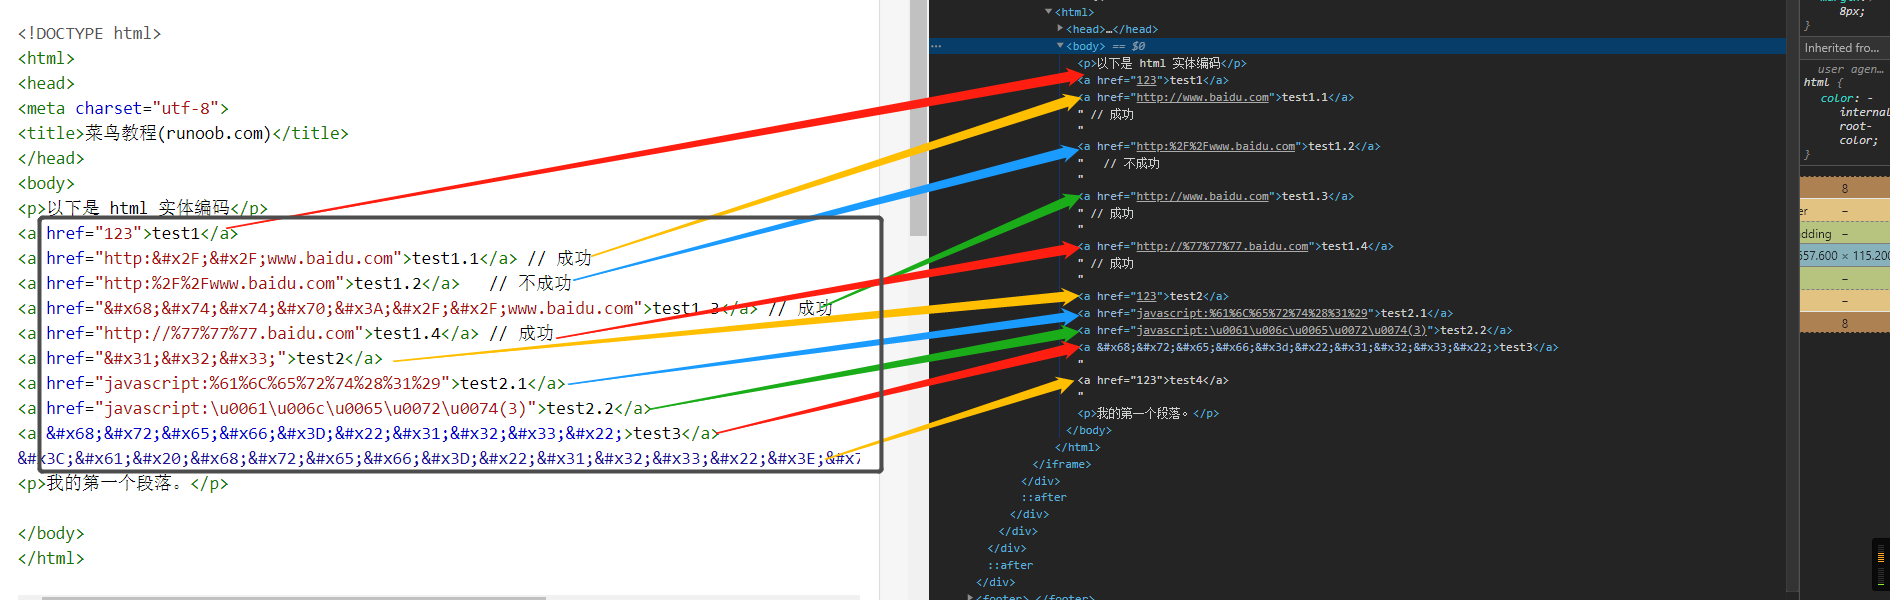 <!DOCTYPE html>
<html>
<head>
<meta charset="utf-8">
<title>菜鸟教程(runoob.com)</title>
</head>
<body>
<p>以下是 html 实体编码</p>
<a href="123">test1</a>
<a href="http:&#x2F;&#x2F;www.baidu.com">test1.1</a> // 成功
<a href="http:%2F%2Fwww.baidu.com">test1.2</a>   // 不成功
<a href="&#x68;&#x74;&#x74;&#x70;&#x3A;&#x2F;&#x2F;www.baidu.com">test1.3</a> // 成功
<a href="http://%77%77%77.baidu.com">test1.4</a> // 成功
<a href="&#x31;&#x32;&#x33;">test2</a>
<a href="javascript:%61%6C%65%72%74%28%31%29">test2.1</a>
<a href="javascript:\u0061\u006c\u0065\u0072\u0074(3)">test2.2</a>
<a &#x68;&#x72;&#x65;&#x66;&#x3D;&#x22;&#x31;&#x32;&#x33;&#x22;>test3</a>
&#x3C;&#x61;&#x20;&#x68;&#x72;&#x65;&#x66;&#x3D;&#x22;&#x31;&#x32;&#x33;&#x22;&#x3E;&#x7
<p>我的第一个段落。</p>
</body>
</html>
<html>
<head>…</head>
… <body> == $0
<p>以下是 html 实体编码</p>
<a href="123">test1</a>
<a href="http://www.baidu.com">test1.1</a>
" // 成功
"
<a href="http:%2F%2Fwww.baidu.com">test1.2</a>
"   // 不成功
"
<a href="http://www.baidu.com">test1.3</a>
" // 成功
"
<a href="http://%77%77%77.baidu.com">test1.4</a>
" // 成功
"
<a href="123">test2</a>
<a href="javascript:%61%6C%65%72%74%28%31%29">test2.1</a>
<a href="javascript:\u0061\u006c\u0065\u0072\u0074(3)">test2.2</a>
<a &#x68;&#x72;&#x65;&#x66;&#x3d;&#x22;&#x31;&#x32;&#x33;&#x22;>test3</a>
"
<a href="123">test4</a>
"
<p>我的第一个段落。</p>
</body>
</html>
</iframe>
</div>
::after
</div>
</div>
</div>
::after
</div>
<footer>…</footer>
8px;
}
Inherited fro…
user agen…
html {
color: -
internal
root-
color;
}
8
er –
dding –
657.600 × 115.200
–
–
8